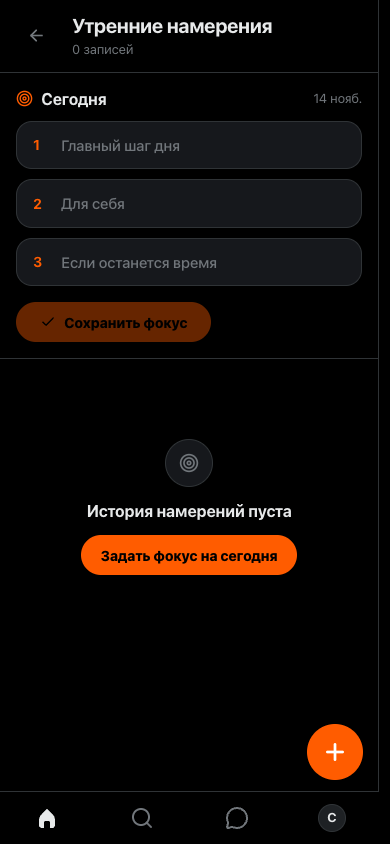 Утренние намерения
0 записей
Сегодня
14 нояб.
1 Главный шаг дня
2 Для себя
3 Если останется время
Сохранить фокус
История намерений пуста
Задать фокус на сегодня
C